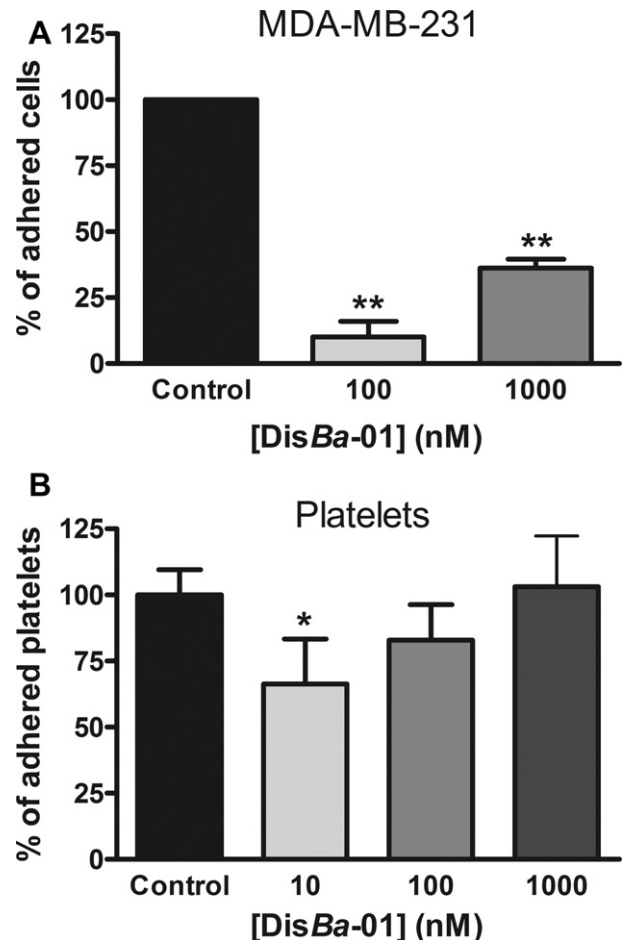 A
MDA-MB-231
% of adhered cells
125
100
75
50
25
0
**
**
Control 100 1000
[DisBa-01] (nM)
B
Platelets
% of adhered platelets
125
100
75
50
25
0
*
Control 10 100 1000
[DisBa-01] (nM)